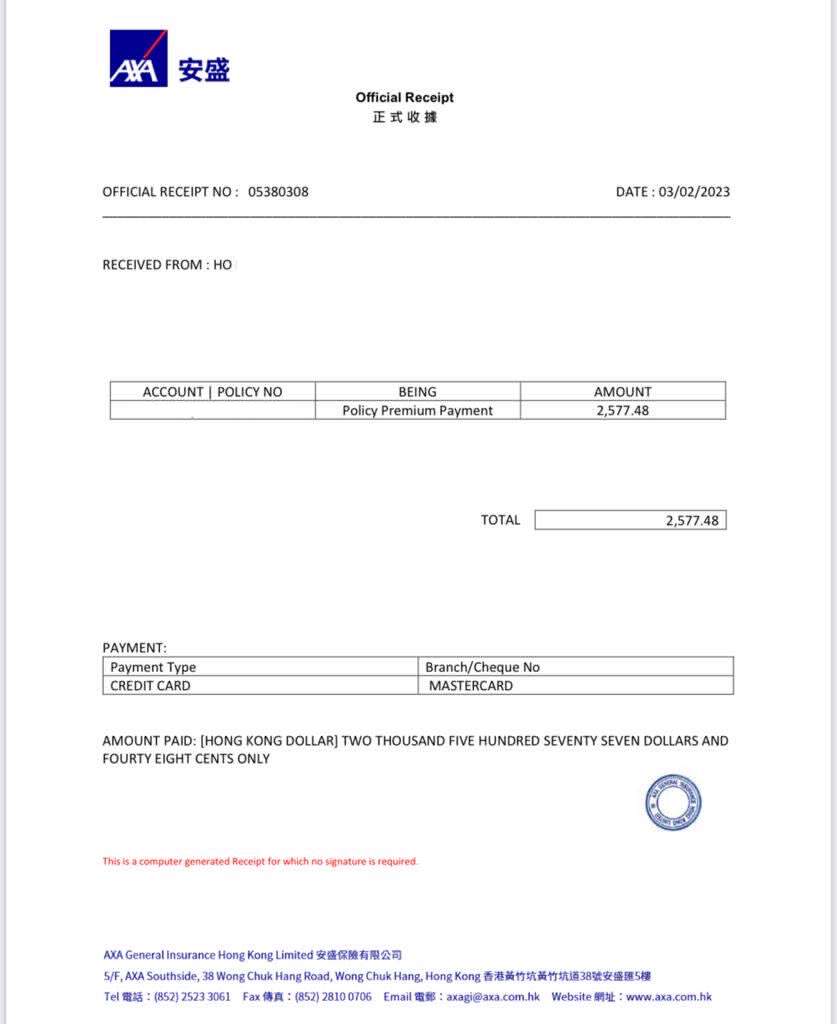 AXA 安盛
Official Receipt
正式收據
OFFICIAL RECEIPT NO : 05380308 DATE : 03/02/2023
RECEIVED FROM : HO
ACCOUNT | POLICY NO BEING AMOUNT
Policy Premium Payment 2,577.48
TOTAL 2,577.48
PAYMENT:
Payment Type Branch/Cheque No
CREDIT CARD MASTERCARD
AMOUNT PAID: [HONG KONG DOLLAR] TWO THOUSAND FIVE HUNDRED SEVENTY SEVEN DOLLARS AND
FOURTY EIGHT CENTS ONLY
AXA GENERAL INSURANCE HONG KONG LIMITED
This is a computer generated Receipt for which no signature is required.
AXA General Insurance Hong Kong Limited 安盛保險有限公司
5/F, AXA Southside, 38 Wong Chuk Hang Road, Wong Chuk Hang, Hong Kong 香港黃竹坑黃竹坑道38號安盛匯5樓
Tel 電話：(852) 2523 3061 Fax 傳真：(852) 2810 0706 Email 電郵：axagi@axa.com.hk Website 網址：www.axa.com.hk